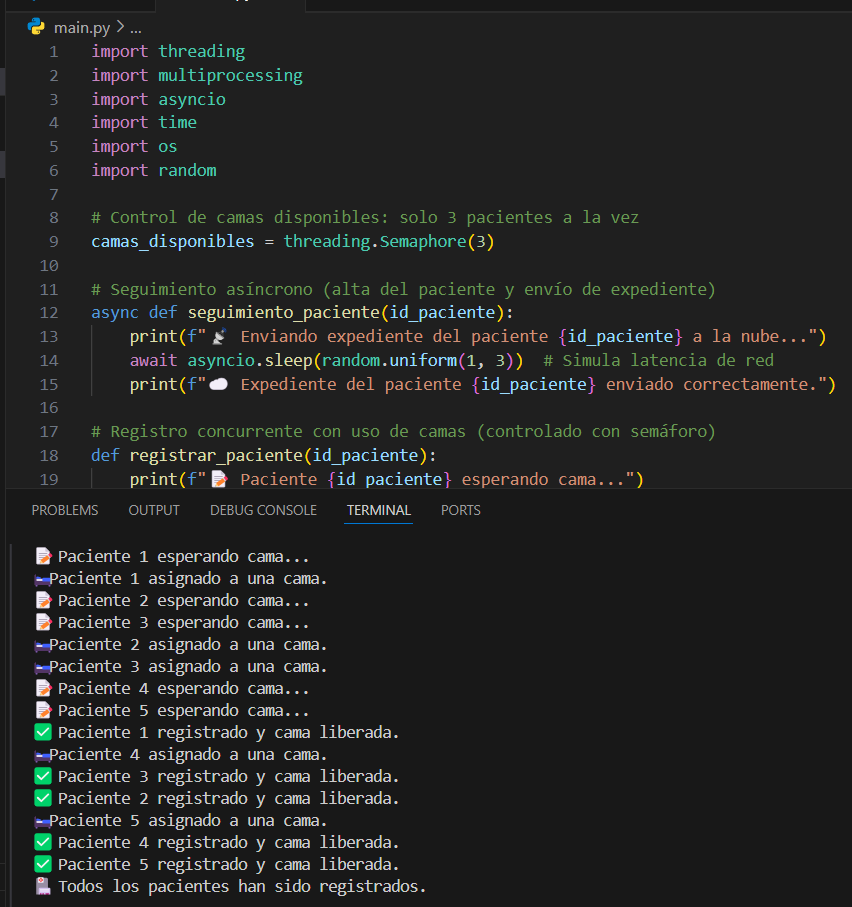 main.py > ...
1 import threading
2 import multiprocessing
3 import asyncio
4 import time
5 import os
6 import random
7
8 # Control de camas disponibles: solo 3 pacientes a la vez
9 camas_disponibles = threading.Semaphore(3)
10
11 # Seguimiento asíncrono (alta del paciente y envío de expediente)
12 async def seguimiento_paciente(id_paciente):
13 print(f"📡 Enviando expediente del paciente {id_paciente} a la nube...")
14 await asyncio.sleep(random.uniform(1, 3)) # Simula latencia de red
15 print(f"☁️ Expediente del paciente {id_paciente} enviado correctamente.")
16
17 # Registro concurrente con uso de camas (controlado con semáforo)
18 def registrar_paciente(id_paciente):
19 print(f"📝 Paciente {id_paciente} esperando cama...")
PROBLEMS OUTPUT DEBUG CONSOLE TERMINAL PORTS
📝 Paciente 1 esperando cama...
🛏️Paciente 1 asignado a una cama.
📝 Paciente 2 esperando cama...
📝 Paciente 3 esperando cama...
🛏️Paciente 2 asignado a una cama.
🛏️Paciente 3 asignado a una cama.
📝 Paciente 4 esperando cama...
📝 Paciente 5 esperando cama...
✅ Paciente 1 registrado y cama liberada.
🛏️Paciente 4 asignado a una cama.
✅ Paciente 3 registrado y cama liberada.
✅ Paciente 2 registrado y cama liberada.
🛏️Paciente 5 asignado a una cama.
✅ Paciente 4 registrado y cama liberada.
✅ Paciente 5 registrado y cama liberada.
🏥 Todos los pacientes han sido registrados.